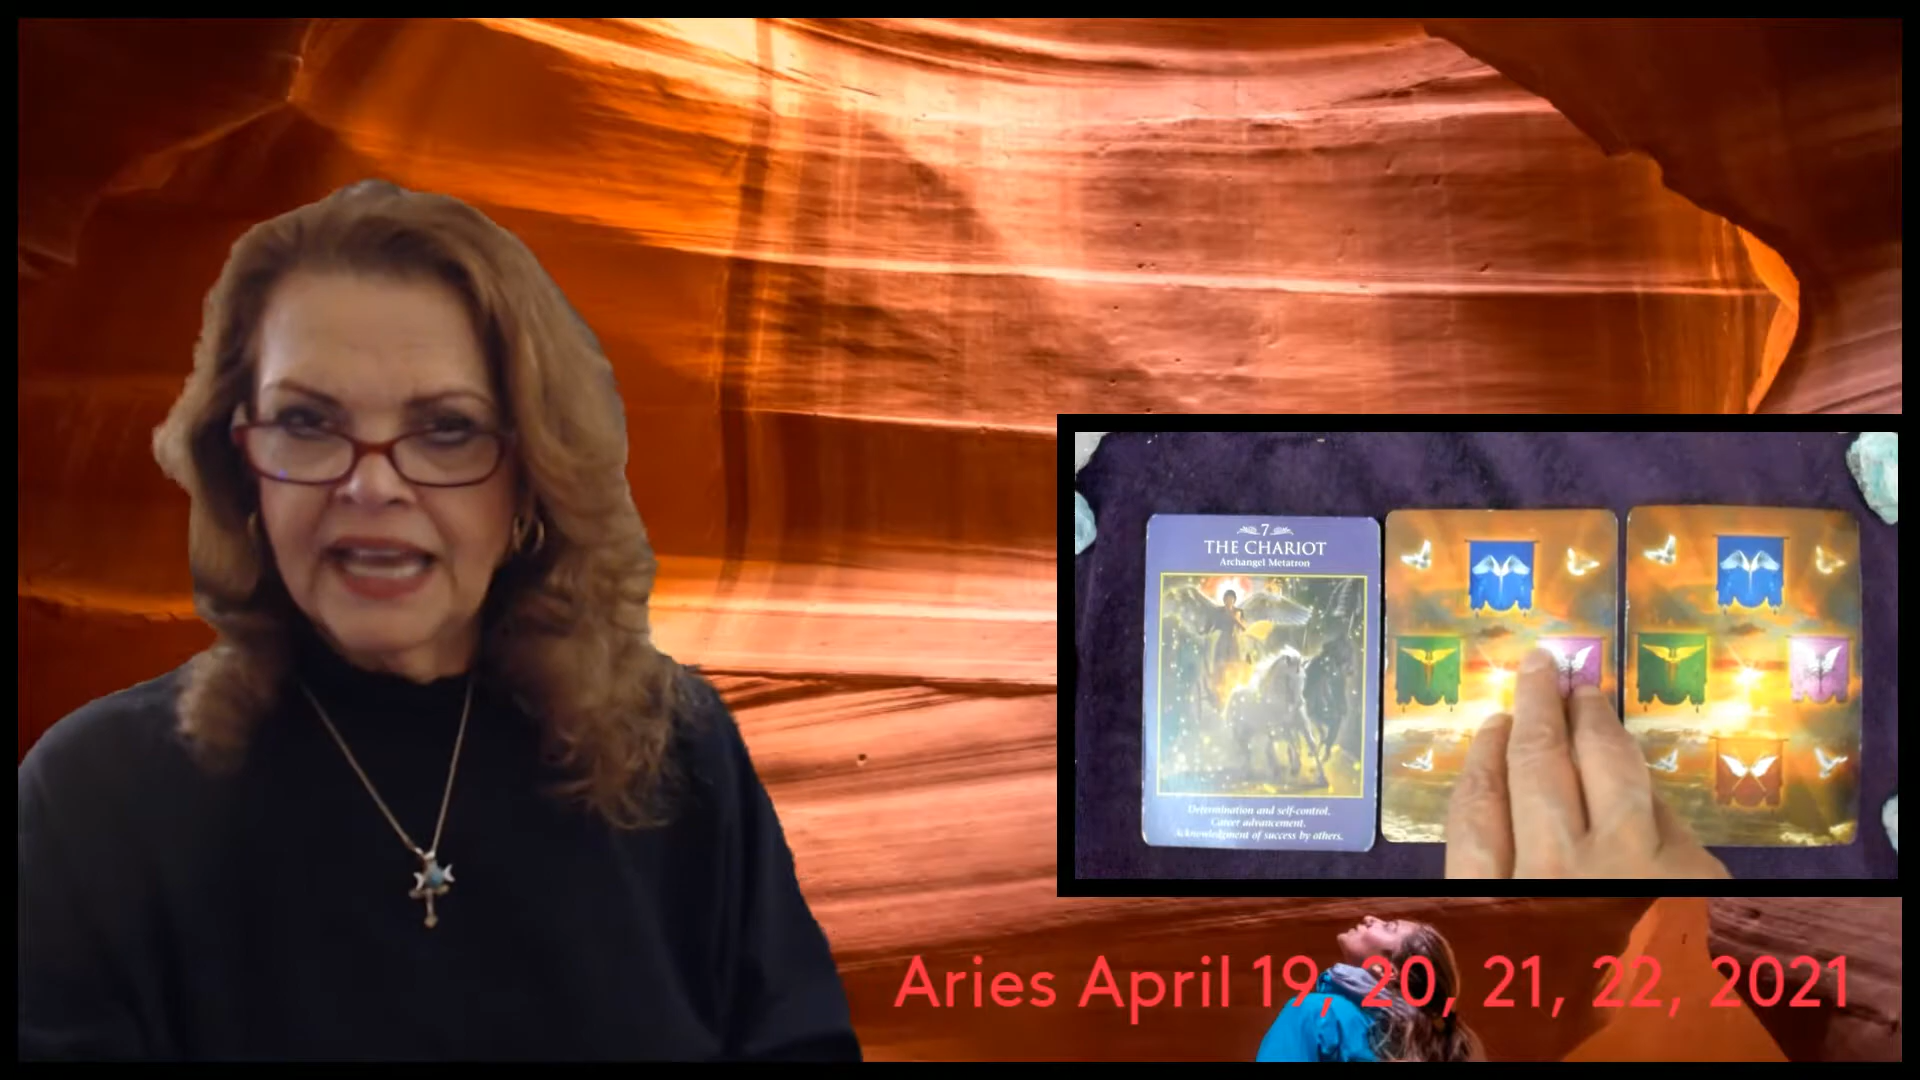 7
THE CHARIOT
Archangel Metatron
Determination and self-control.
Career advancement.
Acknowledgment of success by others.
Aries April 19, 20, 21, 22, 2021